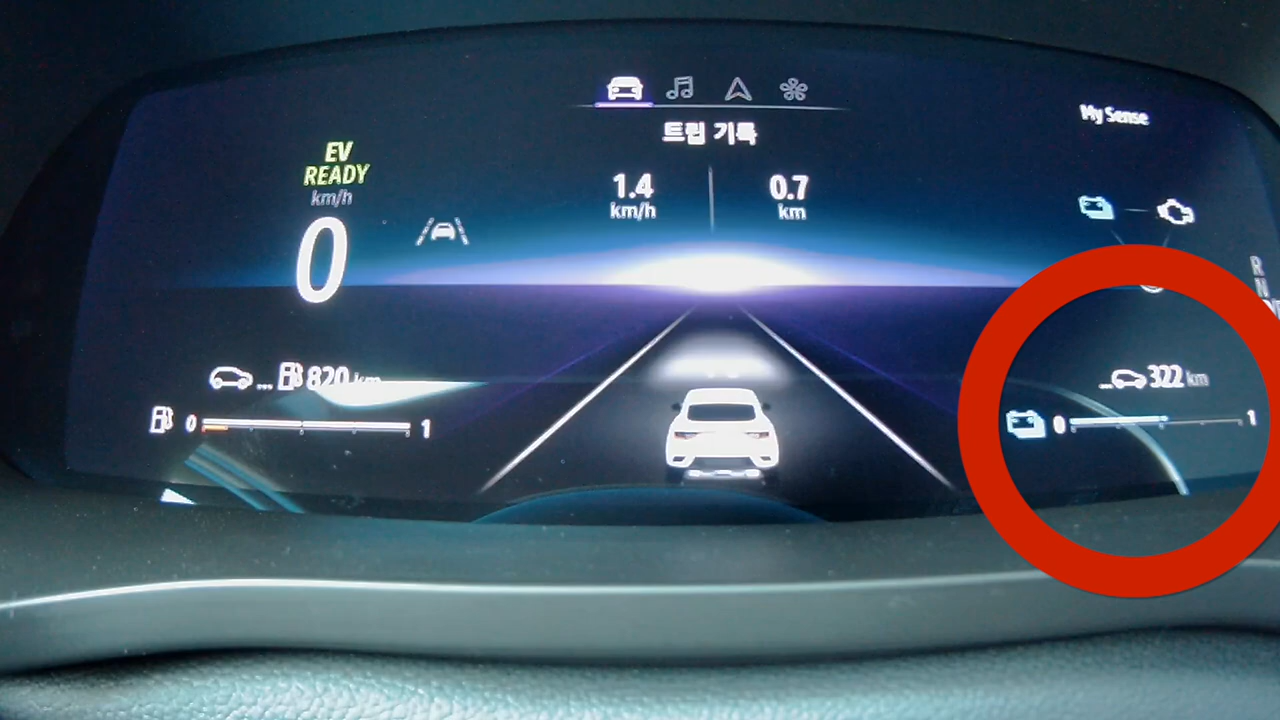 My Sense
트립 기록
EV
READY
km/h
0
1.4
km/h
0.7
km
R
N
820 km
0 1
...322 km
0 1